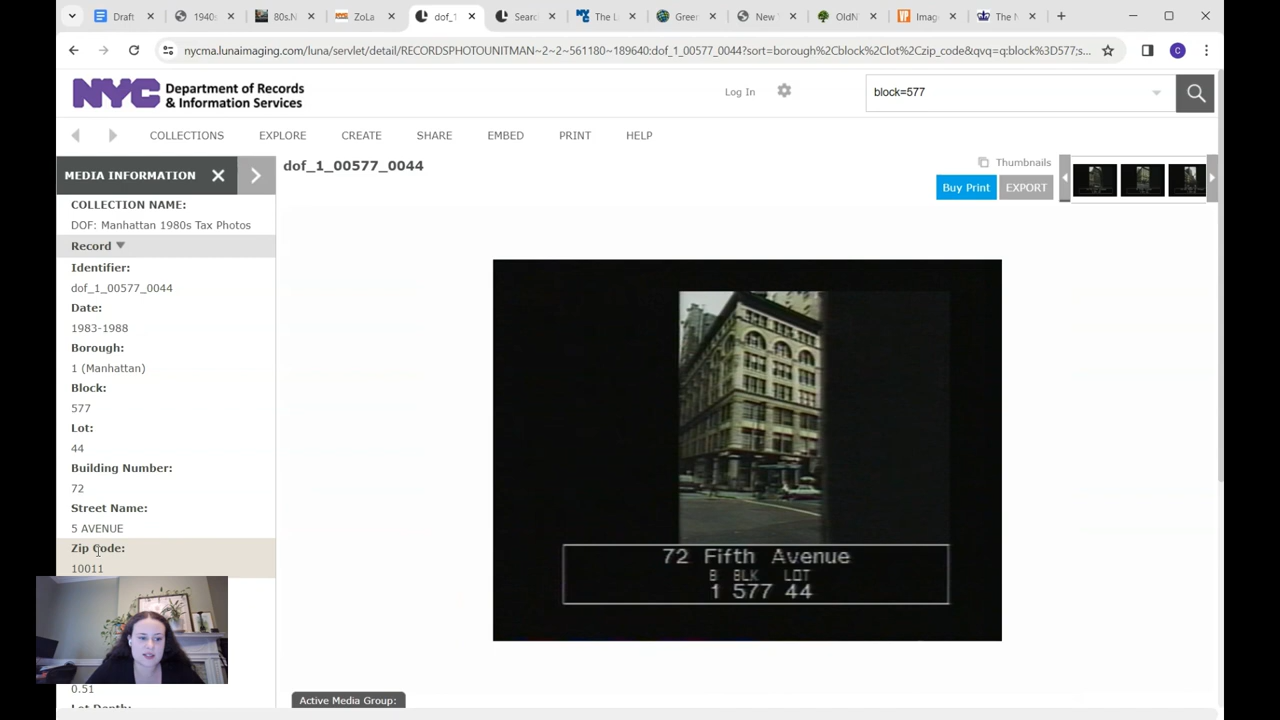 Draft
1940s
80s.N
ZoLa
dof_1
Searc
The L
Green
New
OldN
Imag
The N
nycma.lunaimaging.com/luna/servlet/detail/RECORDSPHOTOUNITMAN~2~2~561180~189640:dof_1_00577_0044?sort=borough%2Cblock%2Clot%2Czip_code&qvq=q:block%3D577;s...
C
NYC Department of Records
& Information Services
Log In
block=577
COLLECTIONS EXPLORE CREATE SHARE EMBED PRINT HELP
MEDIA INFORMATION
dof_1_00577_0044
Thumbnails
Buy Print EXPORT
COLLECTION NAME:
DOF: Manhattan 1980s Tax Photos
Record
Identifier:
dof_1_00577_0044
Date:
1983-1988
Borough:
1 (Manhattan)
Block:
577
Lot:
44
Building Number:
72
Street Name:
5 AVENUE
Zip Code:
10011
0.51
72 Fifth Avenue
B BLK LOT
1 577 44
Active Media Group: